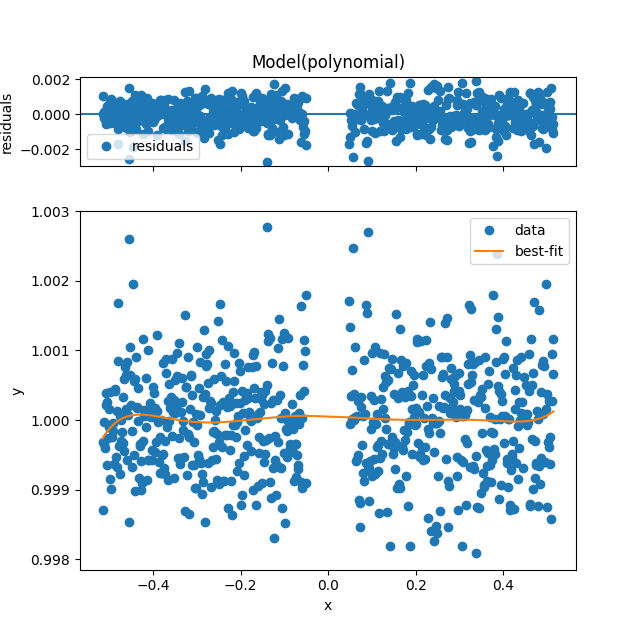 Model(polynomial)
0.002
0.000
−0.002
residuals
residuals
1.003
1.002
1.001
1.000
0.999
0.998
y
data
best-fit
−0.4
−0.2
0.0
0.2
0.4
x